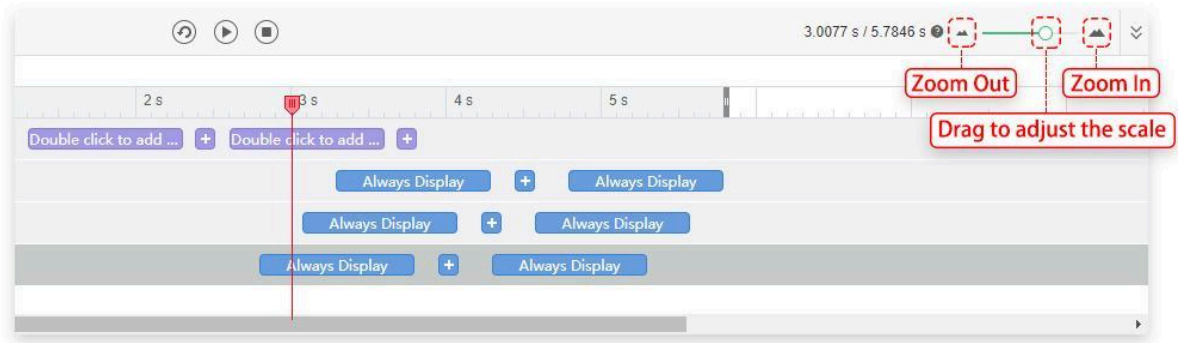 3.0077 s / 5.7846 s ?
Zoom Out
Zoom In
2 s
3 s
4 s
5 s
Drag to adjust the scale
Double click to add ...
+
Double click to add ...
+
Always Display
+
Always Display
Always Display
+
Always Display
Always Display
+
Always Display